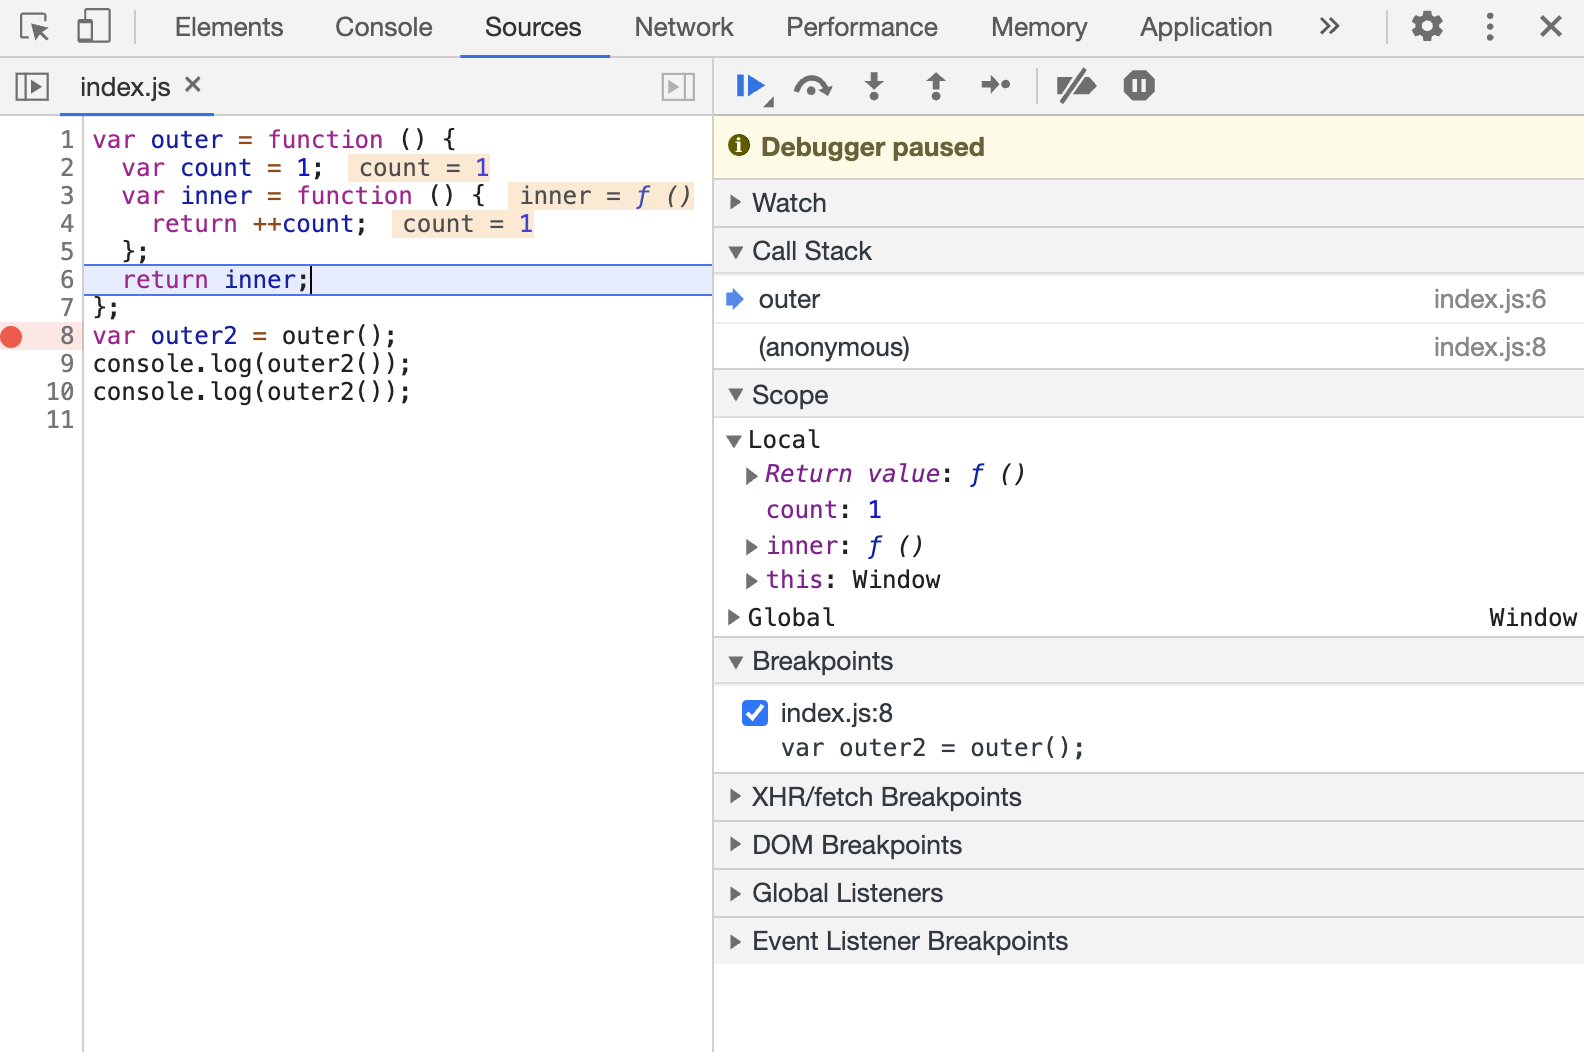 Elements Console Sources Network Performance Memory Application »
index.js ×
1 var outer = function () {
2   var count = 1;  count = 1
3   var inner = function () {  inner = ƒ ()
4     return ++count;  count = 1
5   };
6   return inner;
7 };
8 var outer2 = outer();
9 console.log(outer2());
10 console.log(outer2());
11
Debugger paused
Watch
Call Stack
outer index.js:6
(anonymous) index.js:8
Scope
Local
Return value: ƒ ()
count: 1
inner: ƒ ()
this: Window
Global Window
Breakpoints
index.js:8
var outer2 = outer();
XHR/fetch Breakpoints
DOM Breakpoints
Global Listeners
Event Listener Breakpoints